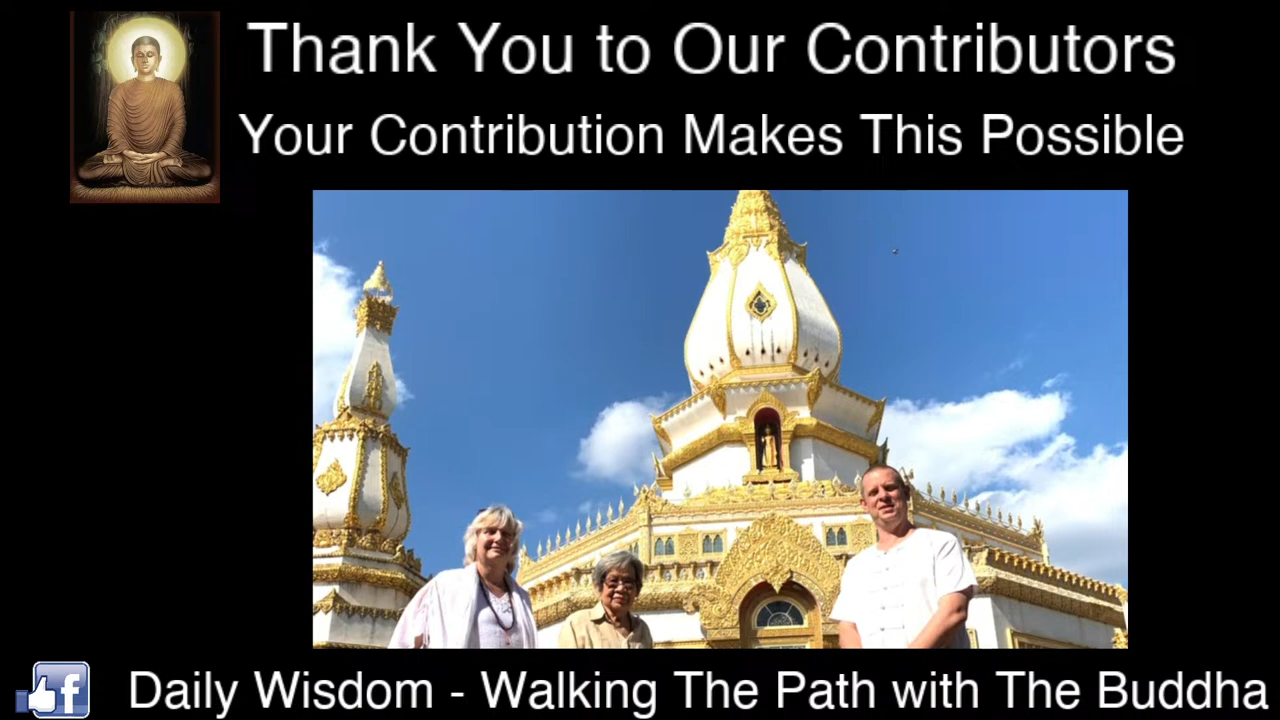 Thank You to Our Contributors
Your Contribution Makes This Possible
f
Daily Wisdom - Walking The Path with The Buddha